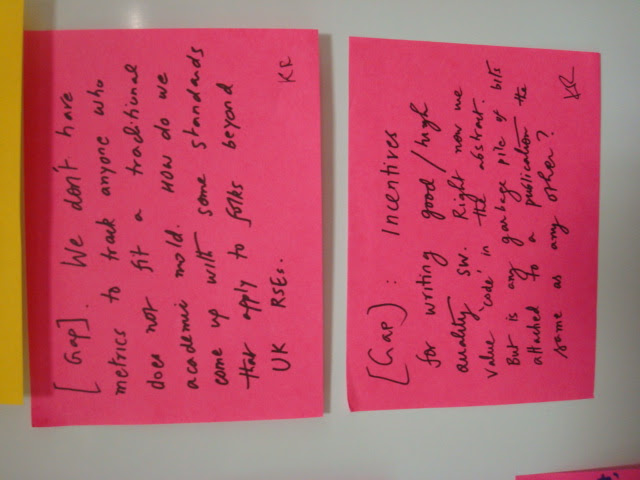 [Gap]. We don't have
metrics to track anyone who
does not fit a traditional
academic mold. HOW do we
come up with some standards
that apply to folks beyond
UK RSEs.
KR
[Gap] : Incentives
for writing good/high
quality sw. Right now we
value 'code' in the abstract.
But is any garbage pile of bits
attached to a publication the
same as any other?
KR